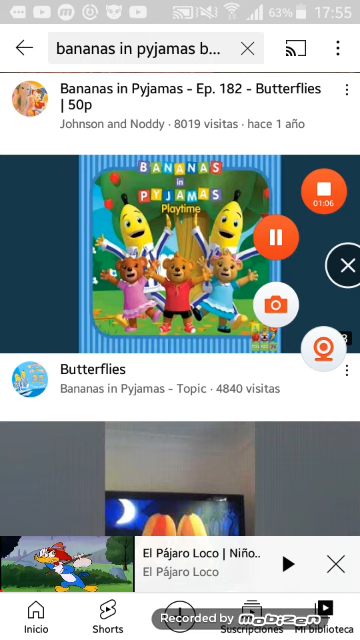 63% 17:55
bananas in pyjamas b...
Bananas in Pyjamas - Ep. 182 - Butterflies
| 50p
Johnson and Noddy · 8019 visitas · hace 1 año
BANANAS
in
PYJAMAS
Playtime
01:06
Butterflies
Bananas in Pyjamas - Topic · 4840 visitas
El Pájaro Loco | Niño..
El Pájaro Loco
Recorded by mobizen
Inicio
Shorts
Suscripciones
Mi biblioteca